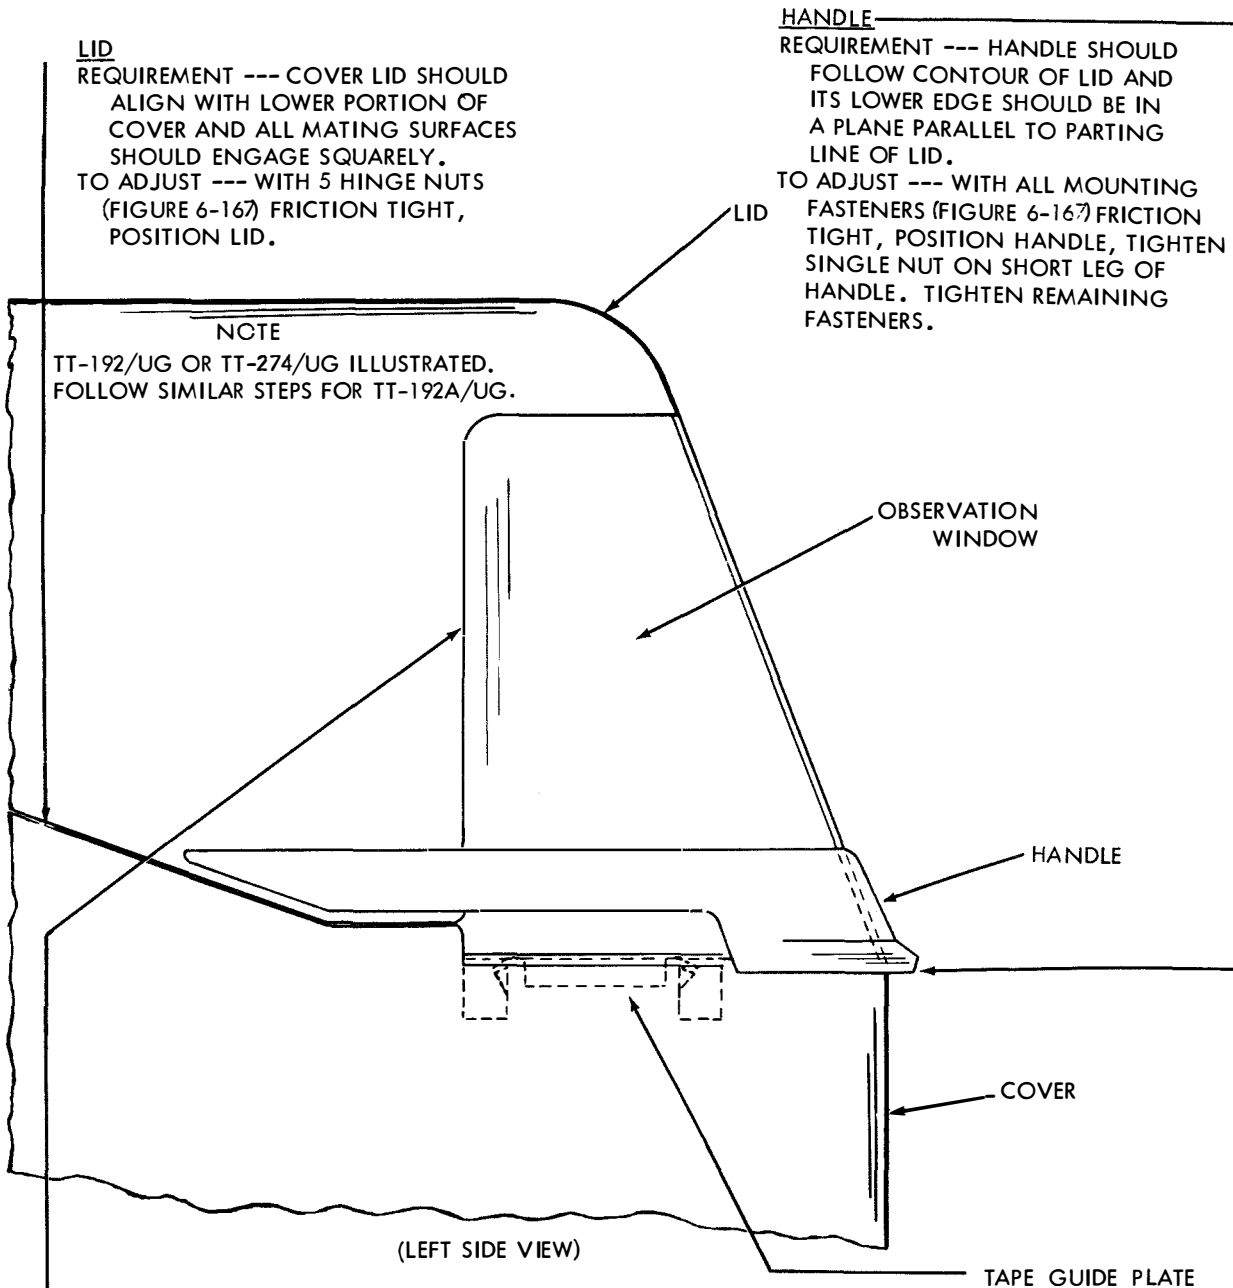 LID
REQUIREMENT --- COVER LID SHOULD
ALIGN WITH LOWER PORTION OF
COVER AND ALL MATING SURFACES
SHOULD ENGAGE SQUARELY.
TO ADJUST --- WITH 5 HINGE NUTS
(FIGURE 6-167) FRICTION TIGHT,
POSITION LID.
HANDLE
REQUIREMENT --- HANDLE SHOULD
FOLLOW CONTOUR OF LID AND
ITS LOWER EDGE SHOULD BE IN
A PLANE PARALLEL TO PARTING
LINE OF LID.
TO ADJUST --- WITH ALL MOUNTING
FASTENERS (FIGURE 6-167) FRICTION
TIGHT, POSITION HANDLE, TIGHTEN
SINGLE NUT ON SHORT LEG OF
HANDLE. TIGHTEN REMAINING
FASTENERS.
LID
NOTE
TT-192/UG OR TT-274/UG ILLUSTRATED.
FOLLOW SIMILAR STEPS FOR TT-192A/UG.
OBSERVATION
WINDOW
HANDLE
COVER
(LEFT SIDE VIEW)
TAPE GUIDE PLATE